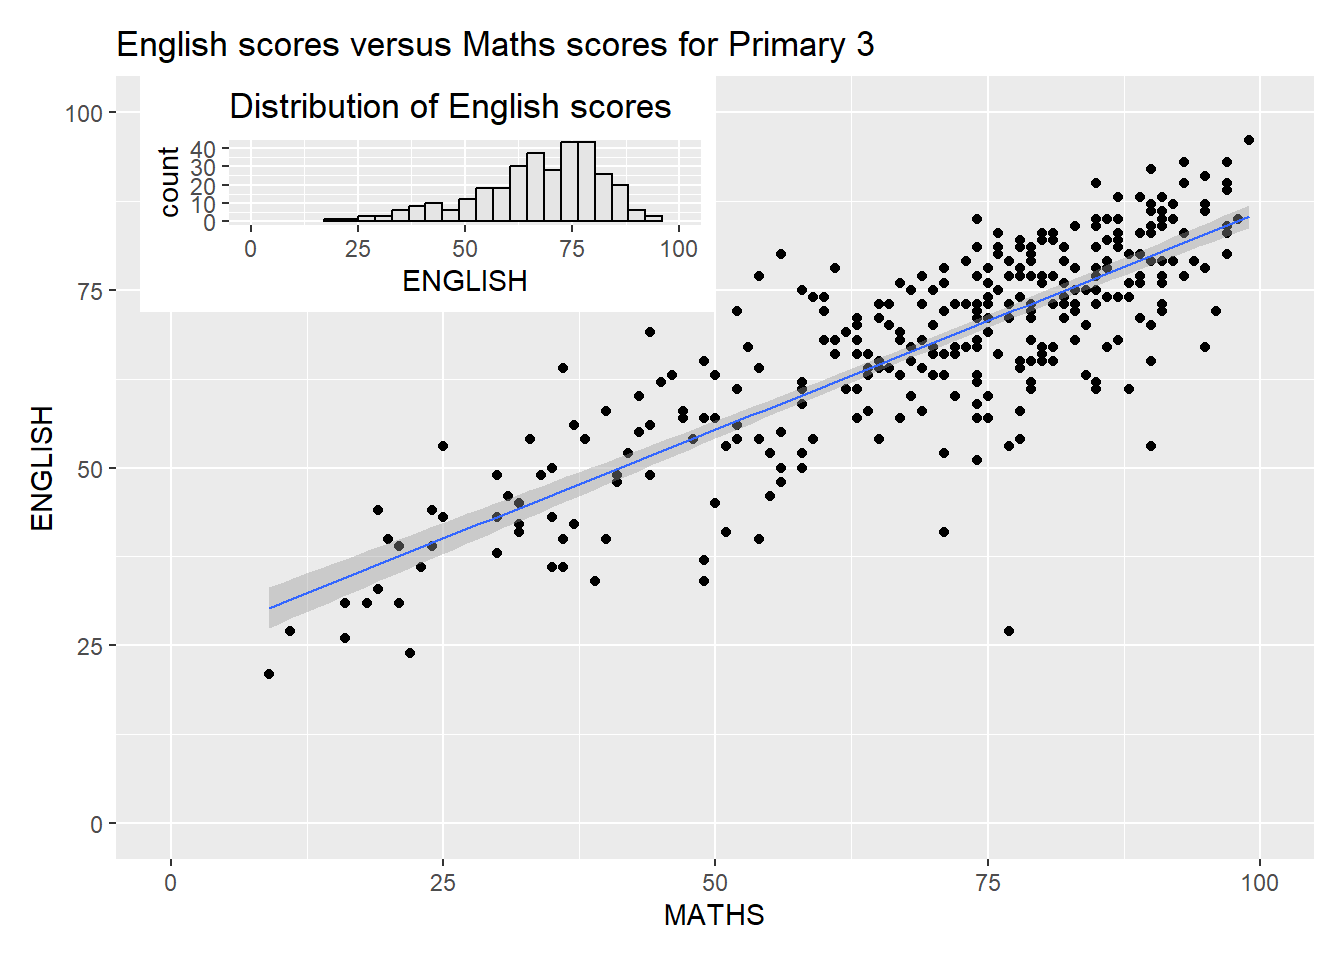 English scores versus Maths scores for Primary 3
Distribution of English scores
count
40
30
20
10
0
0 25 50 75 100
ENGLISH
ENGLISH
100
75
50
25
0
0 25 50 75 100
MATHS